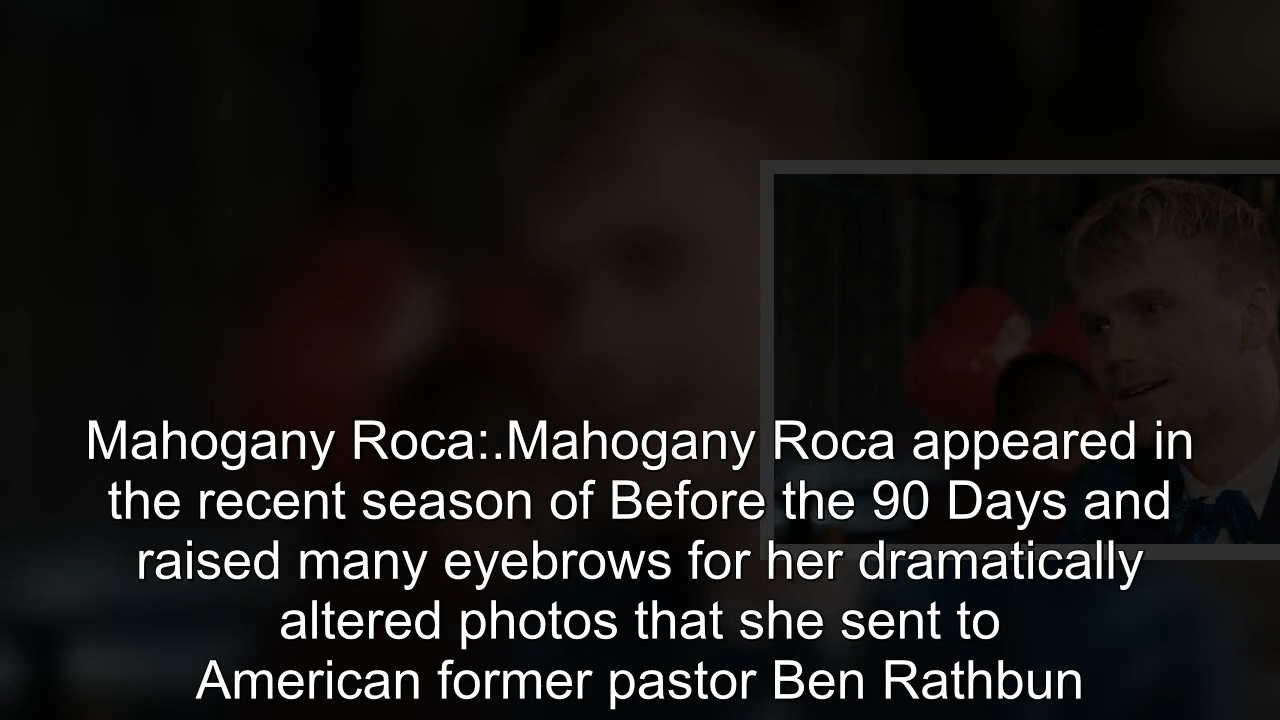 Mahogany Roca:.Mahogany Roca appeared in
the recent season of Before the 90 Days and
raised many eyebrows for her dramatically
altered photos that she sent to
American former pastor Ben Rathbun